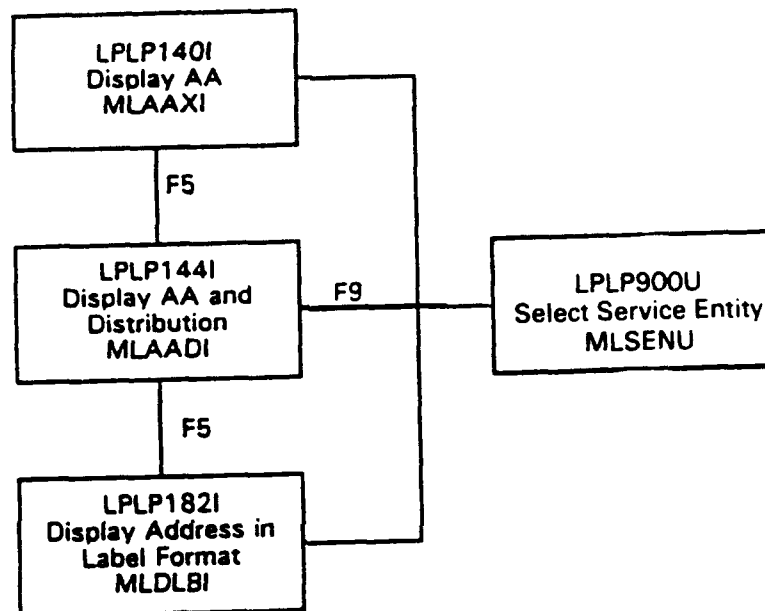 LPLP140I
Display AA
MLAAXI
F5
LPLP144I
Display AA and
Distribution
MLAADI
F9
LPLP900U
Select Service Entity
MLSENU
F5
LPLP182I
Display Address in
Label Format
MLDLBI